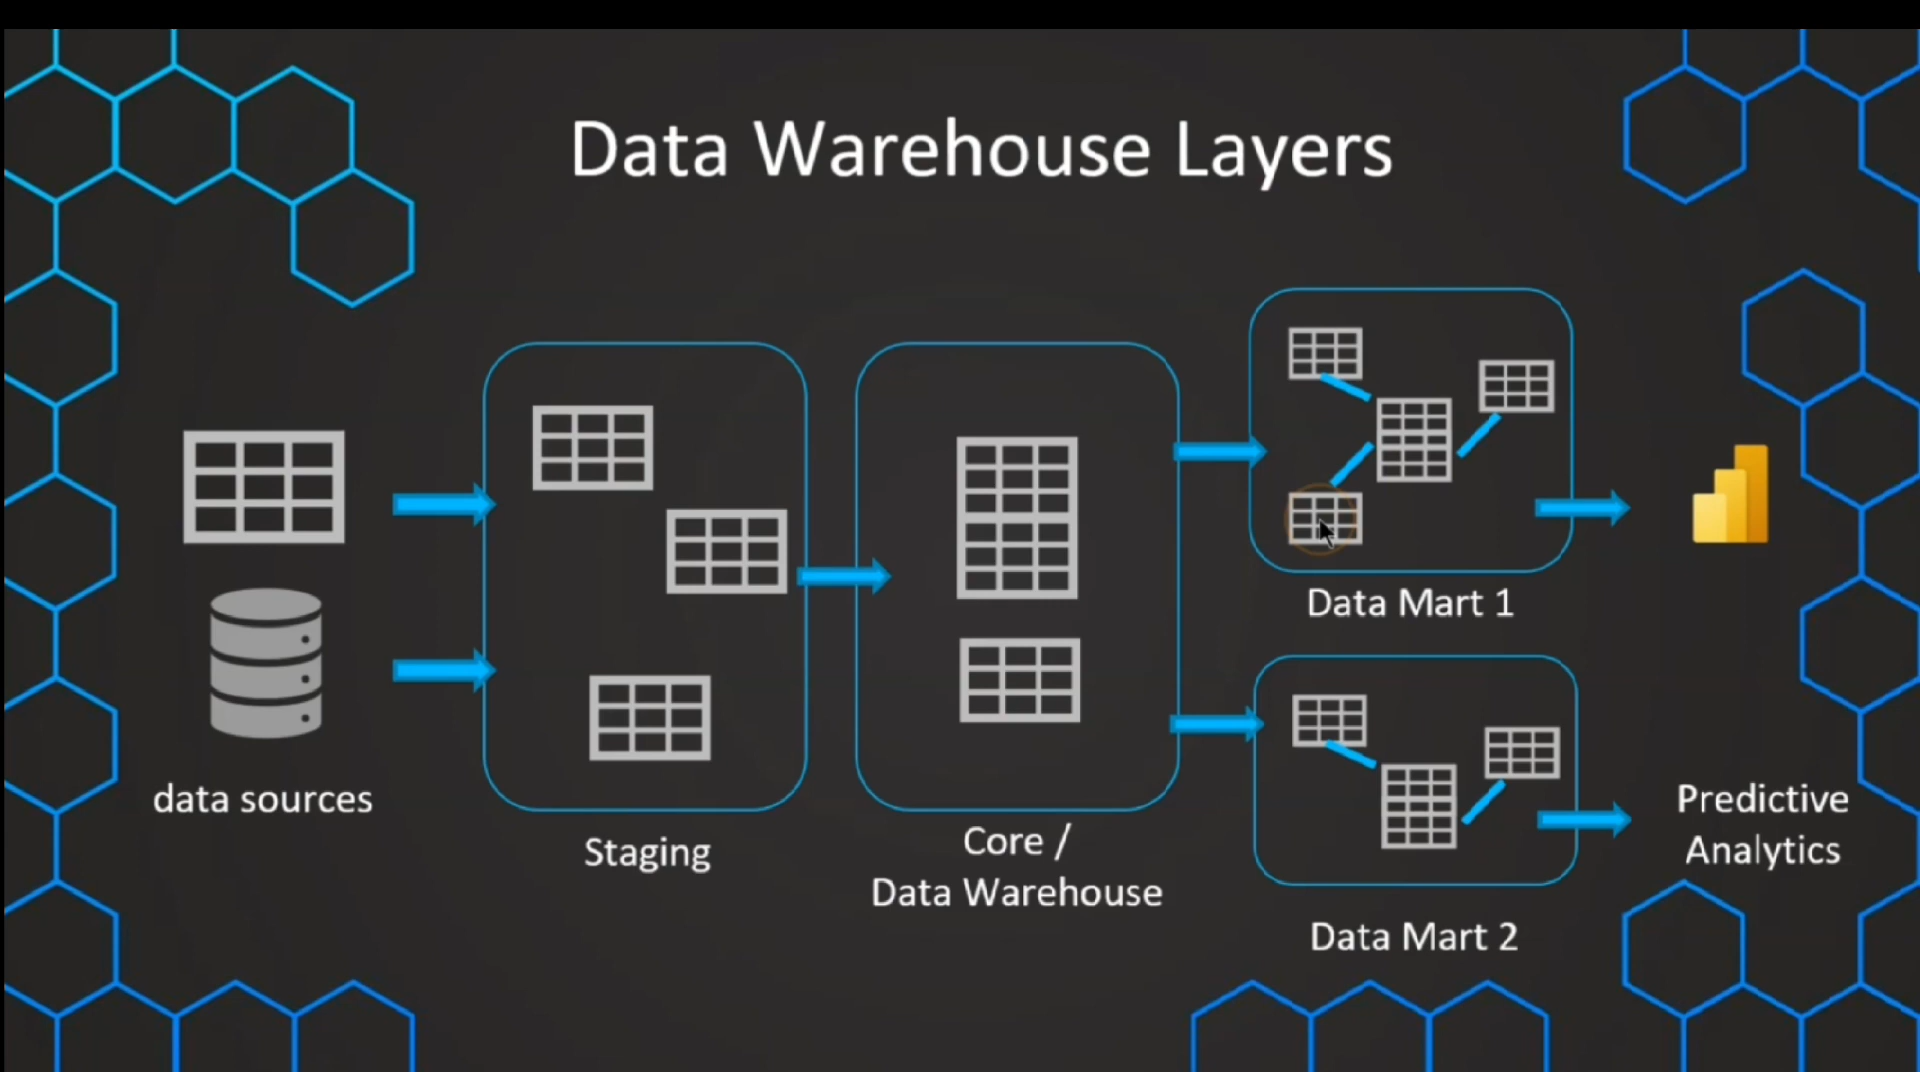 Data Warehouse Layers
data sources
Staging
Core /
Data Warehouse
Data Mart 1
Data Mart 2
Predictive
Analytics